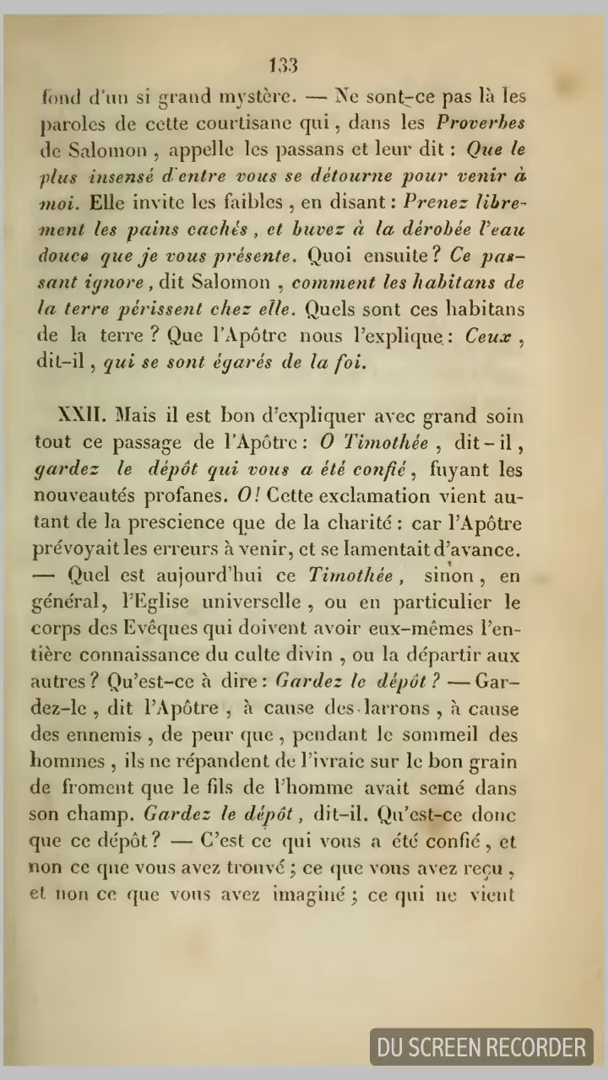 133
fond d'un si grand mystère. — Ne sont-ce pas là les
paroles de cette courtisane qui, dans les Proverbes
de Salomon, appelle les passans et leur dit : Que le
plus insensé d'entre vous se détourne pour venir à
moi. Elle invite les faibles, en disant : Prenez libre-
ment les pains cachés, et buvez à la dérobée l'eau
douce que je vous présente. Quoi ensuite? Ce pas-
sant ignore, dit Salomon, comment les habitans de
la terre périssent chez elle. Quels sont ces habitans
de la terre ? Que l'Apôtre nous l'explique : Ceux,
dit-il, qui se sont égarés de la foi.
XXII. Mais il est bon d'expliquer avec grand soin
tout ce passage de l'Apôtre : O Timothée, dit-il,
gardez le dépôt qui vous a été confié, fuyant les
nouveautés profanes. O! Cette exclamation vient au-
tant de la prescience que de la charité : car l'Apôtre
prévoyait les erreurs à venir, et se lamentait d'avance.
— Quel est aujourd'hui ce Timothée, sinon, en
général, l'Eglise universelle, ou en particulier le
corps des Evêques qui doivent avoir eux-mêmes l'en-
tière connaissance du culte divin, ou la départir aux
autres? Qu'est-ce à dire : Gardez le dépôt? — Gar-
dez-le, dit l'Apôtre, à cause des larrons, à cause
des ennemis, de peur que, pendant le sommeil des
hommes, ils ne répandent de l'ivraie sur le bon grain
de froment que le fils de l'homme avait semé dans
son champ. Gardez le dépôt, dit-il. Qu'est-ce donc
que ce dépôt? — C'est ce qui vous a été confié, et
non ce que vous avez trouvé ; ce que vous avez reçu,
et non ce que vous avez imaginé ; ce qui ne vient
DU SCREEN RECORDER